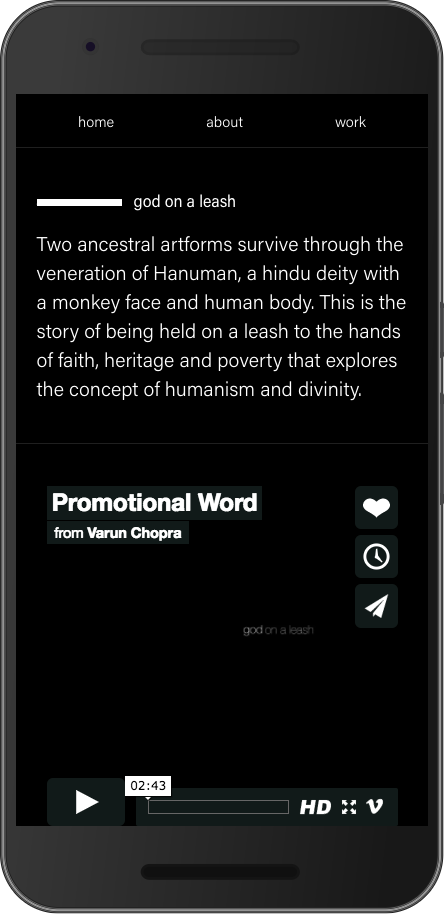 home about work
god on a leash
Two ancestral artforms survive through the
veneration of Hanuman, a hindu deity with
a monkey face and human body. This is the
story of being held on a leash to the hands
of faith, heritage and poverty that explores
the concept of humanism and divinity.
Promotional Word
from Varun Chopra
god on a leash
02:43
HD